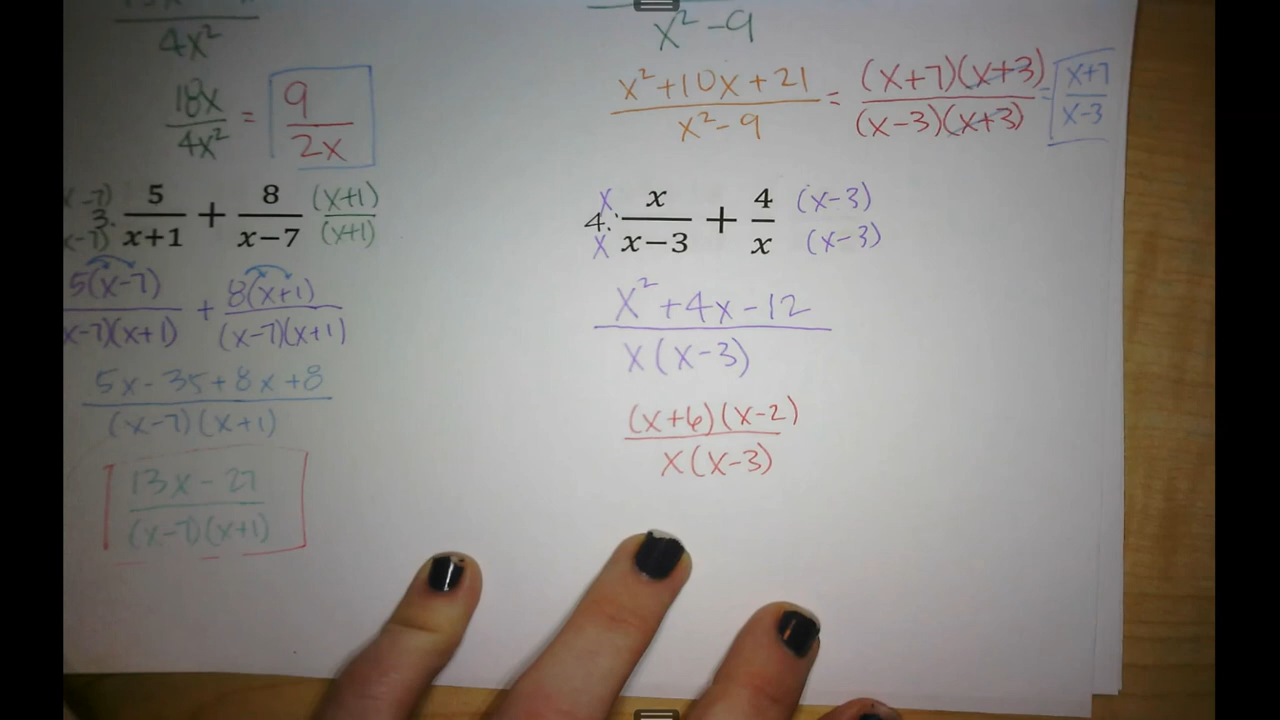 4x²
18x/4x² = 9/2x
x² - 9
(x² + 10x + 21)/(x² - 9) = ((x+7)(x+3))/((x-3)(x+3)) = (x+7)/(x-3)
(x-7)/(x-7) 3. 5/(x+1) + 8/(x-7) (x+1)/(x+1)
5(x-7)/(x-7)(x+1) + 8(x+1)/(x-7)(x+1)
(5x - 35 + 8x + 8)/(x-7)(x+1)
(13x - 27)/(x-7)(x+1)
x/x 4. x/(x-3) + 4/x (x-3)/(x-3)
(x² + 4x - 12)/x(x-3)
(x+6)(x-2)/x(x-3)